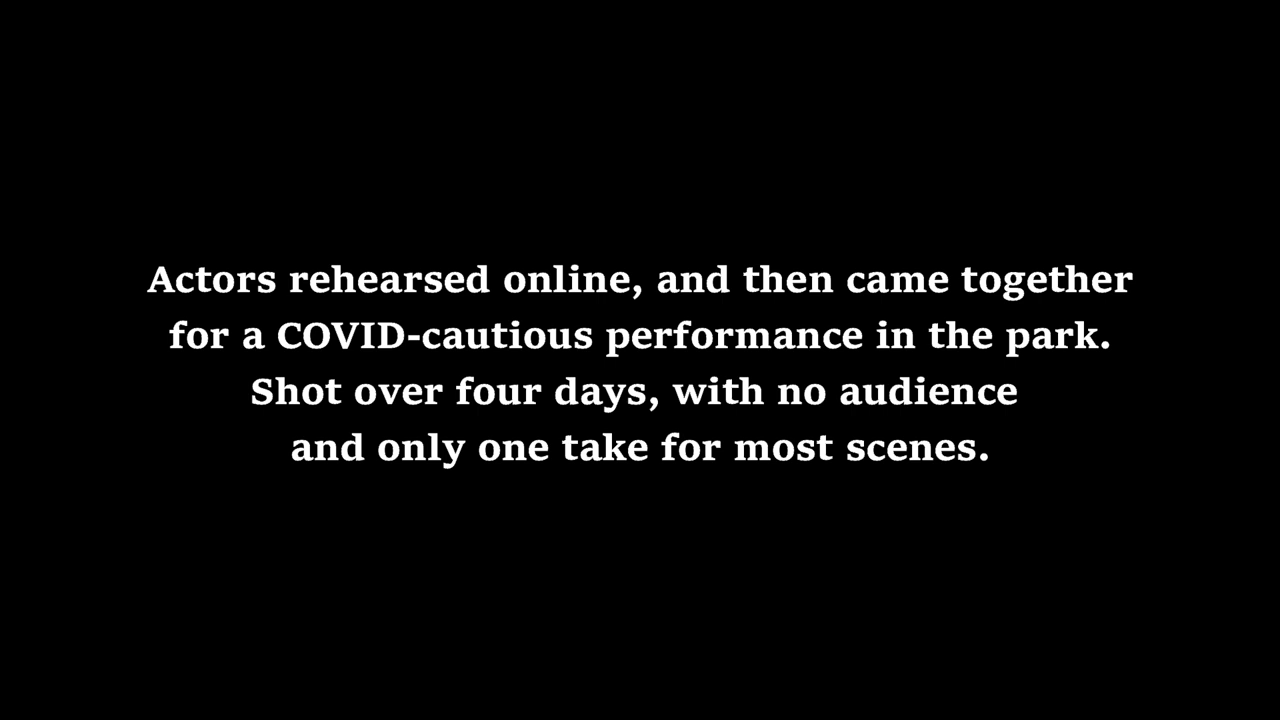 Actors rehearsed online, and then came together
for a COVID-cautious performance in the park.
Shot over four days, with no audience
and only one take for most scenes.